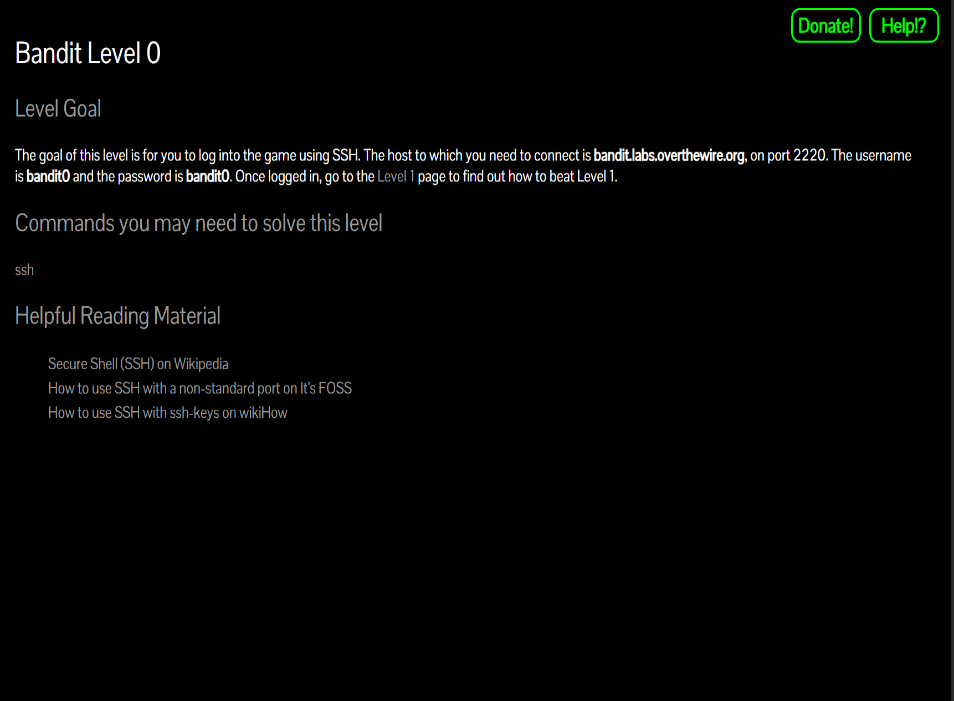 Donate! Help!?
Bandit Level 0
Level Goal
The goal of this level is for you to log into the game using SSH. The host to which you need to connect is bandit.labs.overthewire.org, on port 2220. The username
is bandit0 and the password is bandit0. Once logged in, go to the Level 1 page to find out how to beat Level 1.
Commands you may need to solve this level
ssh
Helpful Reading Material
Secure Shell (SSH) on Wikipedia
How to use SSH with a non-standard port on It's FOSS
How to use SSH with ssh-keys on wikiHow